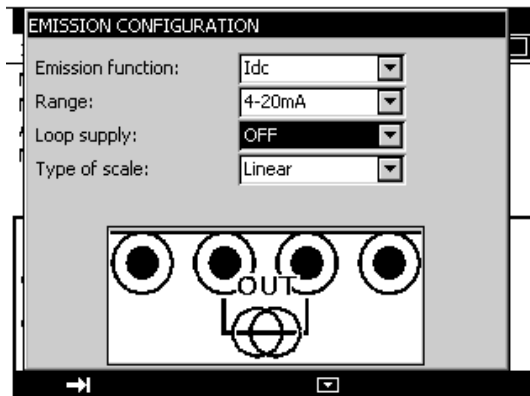 EMISSION CONFIGURATION
Emission function: Idc
Range: 4-20mA
Loop supply: OFF
Type of scale: Linear
OUT